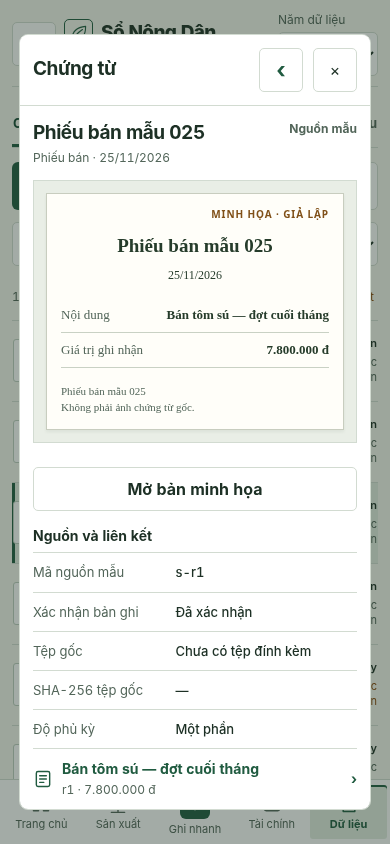 Năm dữ liệu
Sổ Nông Dân
Chứng từ
Phiếu bán mẫu 025
Nguồn mẫu
Phiếu bán · 25/11/2026
MINH HỌA · GIẢ LẬP
Phiếu bán mẫu 025
25/11/2026
Nội dung Bán tôm sú — đợt cuối tháng
Giá trị ghi nhận 7.800.000 đ
Phiếu bán mẫu 025
Không phải ảnh chứng từ gốc.
Mở bản minh họa
Nguồn và liên kết
Mã nguồn mẫu s-r1
Xác nhận bản ghi Đã xác nhận
Tệp gốc Chưa có tệp đính kèm
SHA-256 tệp gốc —
Độ phủ kỳ Một phần
Bán tôm sú — đợt cuối tháng
r1 · 7.800.000 đ
Trang chủ Sản xuất Ghi nhanh Tài chính Dữ liệu